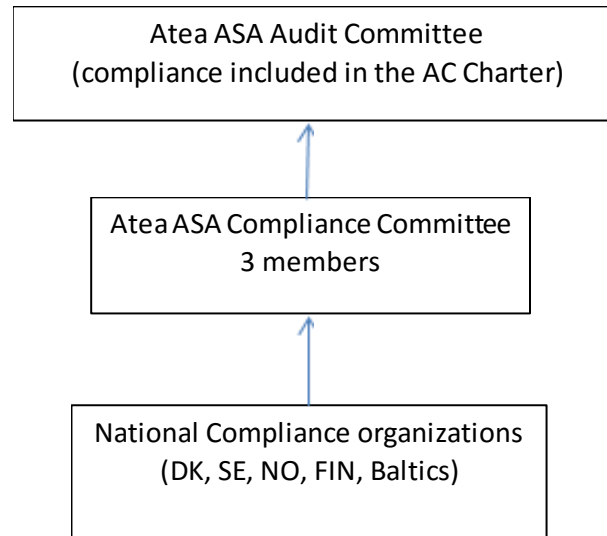 Atea ASA Audit Committee
(compliance included in the AC Charter)
Atea ASA Compliance Committee
3 members
National Compliance organizations
(DK, SE, NO, FIN, Baltics)